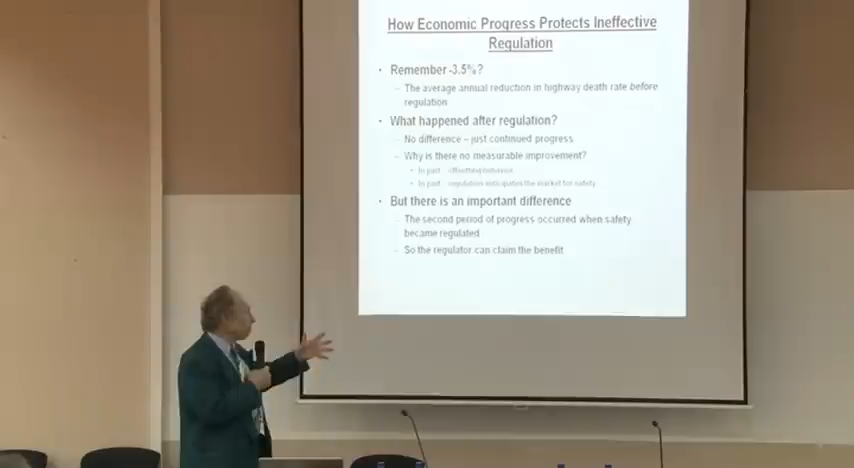 How Economic Progress Protects Ineffective
Regulation
• Remember -3.5%?
– The average annual reduction in highway death rate before
regulation
• What happened after regulation?
– No difference – just continued progress
– Why is there no measurable improvement?
• In part offsetting behavior
• In part regulation anticipates the market for safety
• But there is an important difference
– The second period of progress occurred when safety
became regulated
– So the regulator can claim the benefit